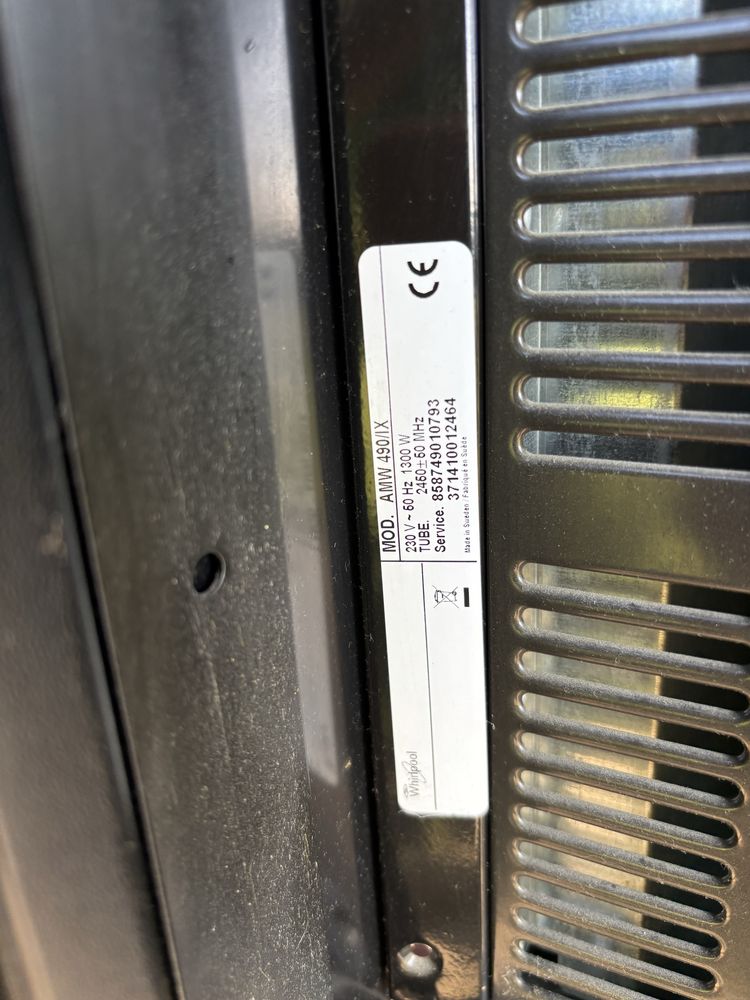 Whirlpool
MOD. AMW 490/IX
230 V ~ 50 Hz 1300 W
TUBE. 2450±50 MHz
Service. 858749010793
371410012464
Made in Sweden / Fabriqué en Suède
CE